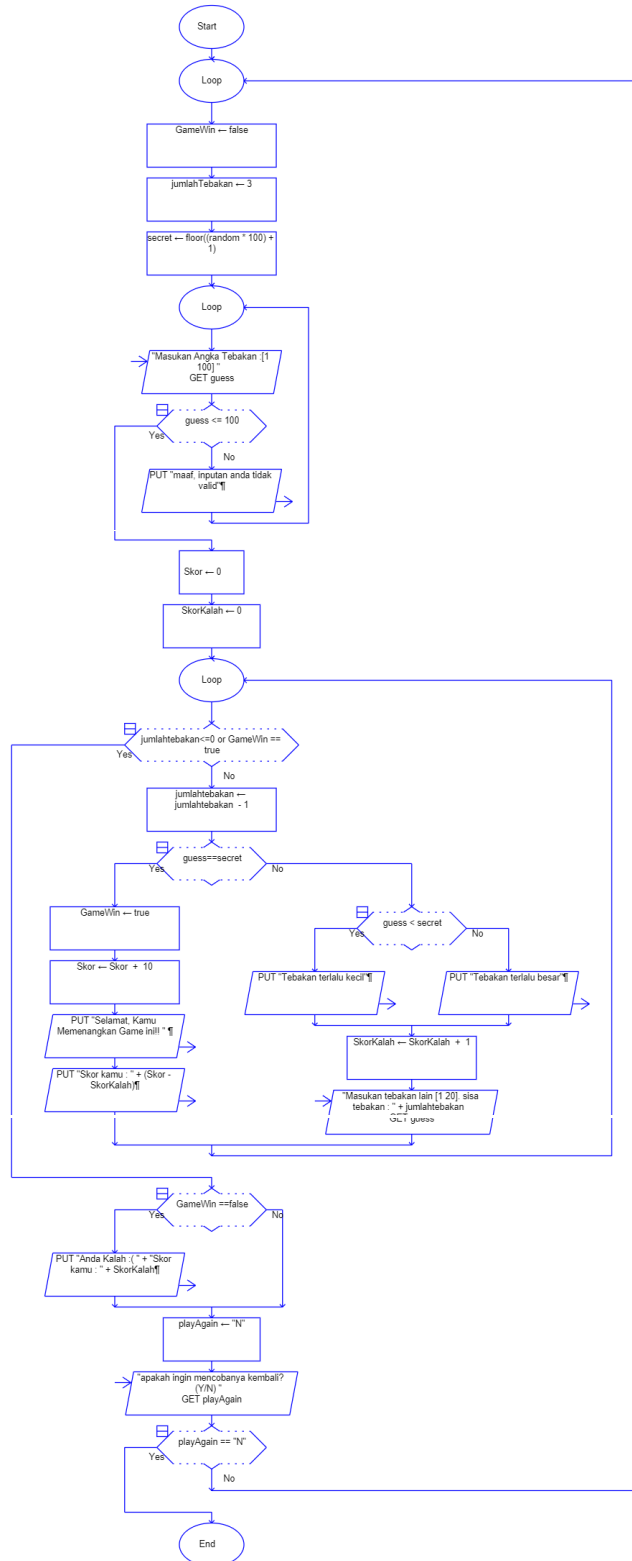 Start
Loop
GameWin ← false
jumlahTebakan ← 3
secret ← floor((random * 100) +
1)
Loop
"Masukan Angka Tebakan :[1
100] "
GET guess
guess <= 100
Yes
No
PUT "maaf, inputan anda tidak
valid"¶
Skor ← 0
SkorKalah ← 0
Loop
jumlahtebakan<=0 or GameWin ==
true
Yes
No
jumlahtebakan ←
jumlahtebakan - 1
guess==secret
Yes
No
GameWin ← true
Skor ← Skor + 10
PUT "Selamat, Kamu
Memenangkan Game ini!! " ¶
PUT "Skor kamu : " + (Skor -
SkorKalah)¶
guess < secret
Yes
No
PUT "Tebakan terlalu kecil"¶
PUT "Tebakan terlalu besar"¶
SkorKalah ← SkorKalah + 1
"Masukan tebakan lain [1 20]. sisa
tebakan : " + jumlahtebakan
GET guess
GameWin ==false
Yes
No
PUT "Anda Kalah :( " + "Skor
kamu : " + SkorKalah¶
playAgain ← "N"
"apakah ingin mencobanya kembali?
(Y/N) "
GET playAgain
playAgain == "N"
Yes
No
End